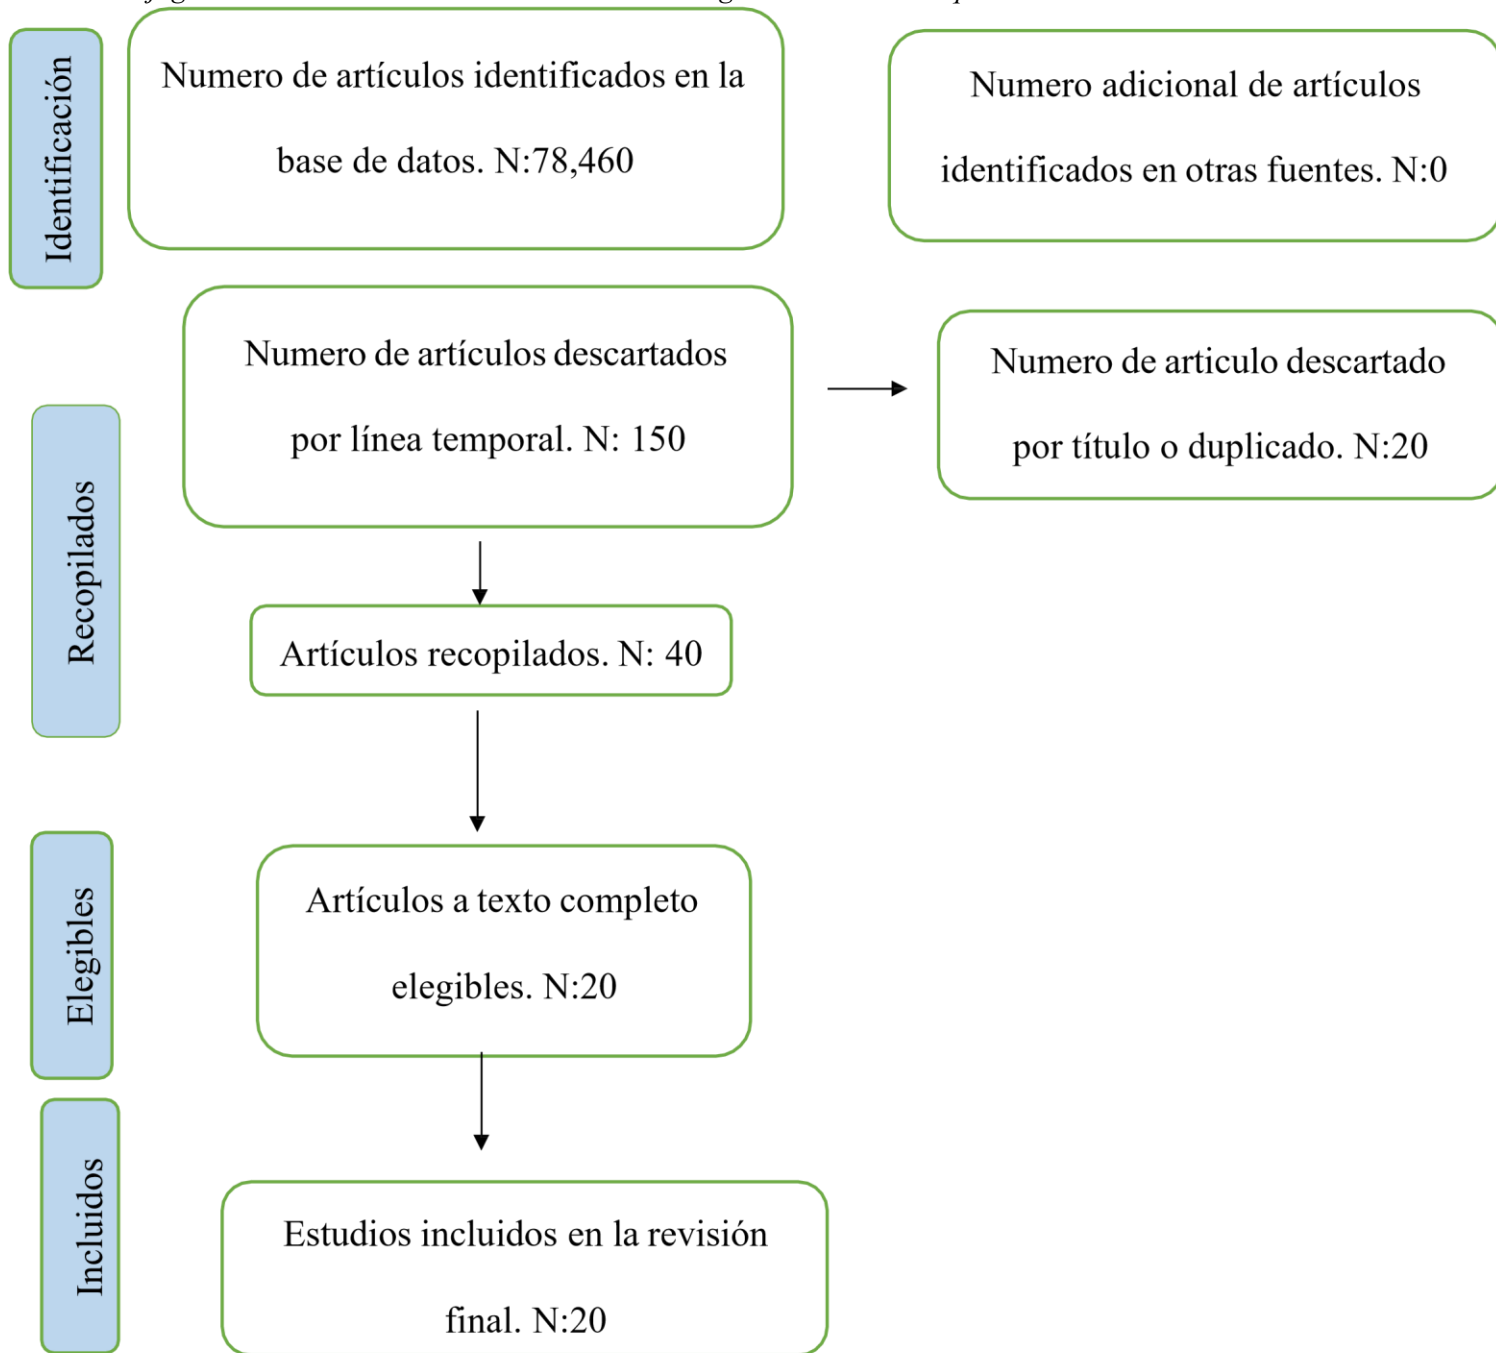 Identificación
Numero de artículos identificados en la
base de datos. N:78,460
Numero adicional de artículos
identificados en otras fuentes. N:0
Recopilados
Numero de artículos descartados
por línea temporal. N: 150
Numero de articulo descartado
por título o duplicado. N:20
Artículos recopilados. N: 40
Elegibles
Artículos a texto completo
elegibles. N:20
Incluidos
Estudios incluidos en la revisión
final. N:20